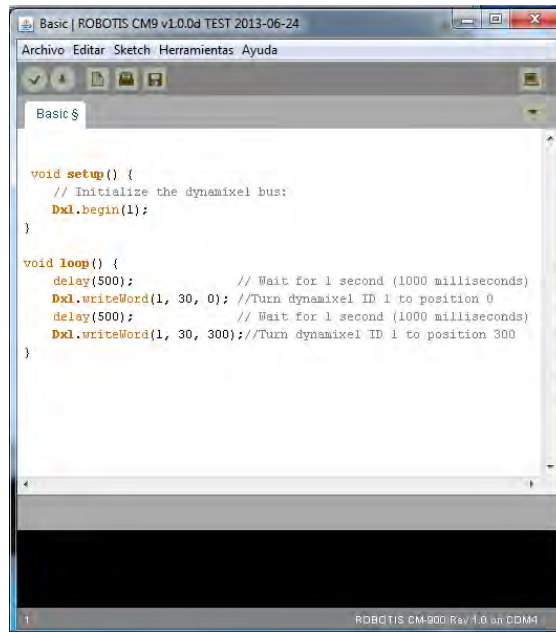 Basic | ROBOTIS CM9 v1.0.0d TEST 2013-06-24
Archivo Editar Sketch Herramientas Ayuda
Basic §
void setup() {
// Initialize the dynamixel bus:
Dxl.begin(1);
}
void loop() {
delay(500); // Wait for 1 second (1000 milliseconds)
Dxl.writeWord(1, 30, 0); //Turn dynamixel ID 1 to position 0
delay(500); // Wait for 1 second (1000 milliseconds)
Dxl.writeWord(1, 30, 300);//Turn dynamixel ID 1 to position 300
}
1 ROBOTIS CM-900 Rev 1.0 on COM4